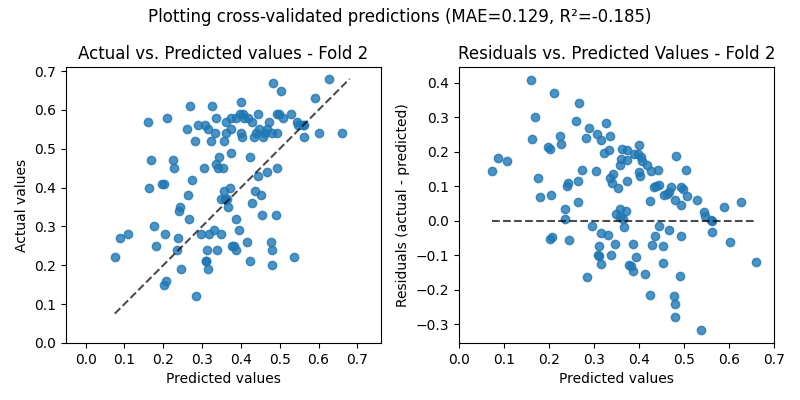 Plotting cross-validated predictions (MAE=0.129, R²=-0.185)
Actual vs. Predicted values - Fold 2
Actual values
0.7
0.6
0.5
0.4
0.3
0.2
0.1
0.0
0.0 0.1 0.2 0.3 0.4 0.5 0.6 0.7
Predicted values
Residuals vs. Predicted Values - Fold 2
Residuals (actual - predicted)
0.4
0.3
0.2
0.1
0.0
−0.1
−0.2
−0.3
0.0 0.1 0.2 0.3 0.4 0.5 0.6 0.7
Predicted values